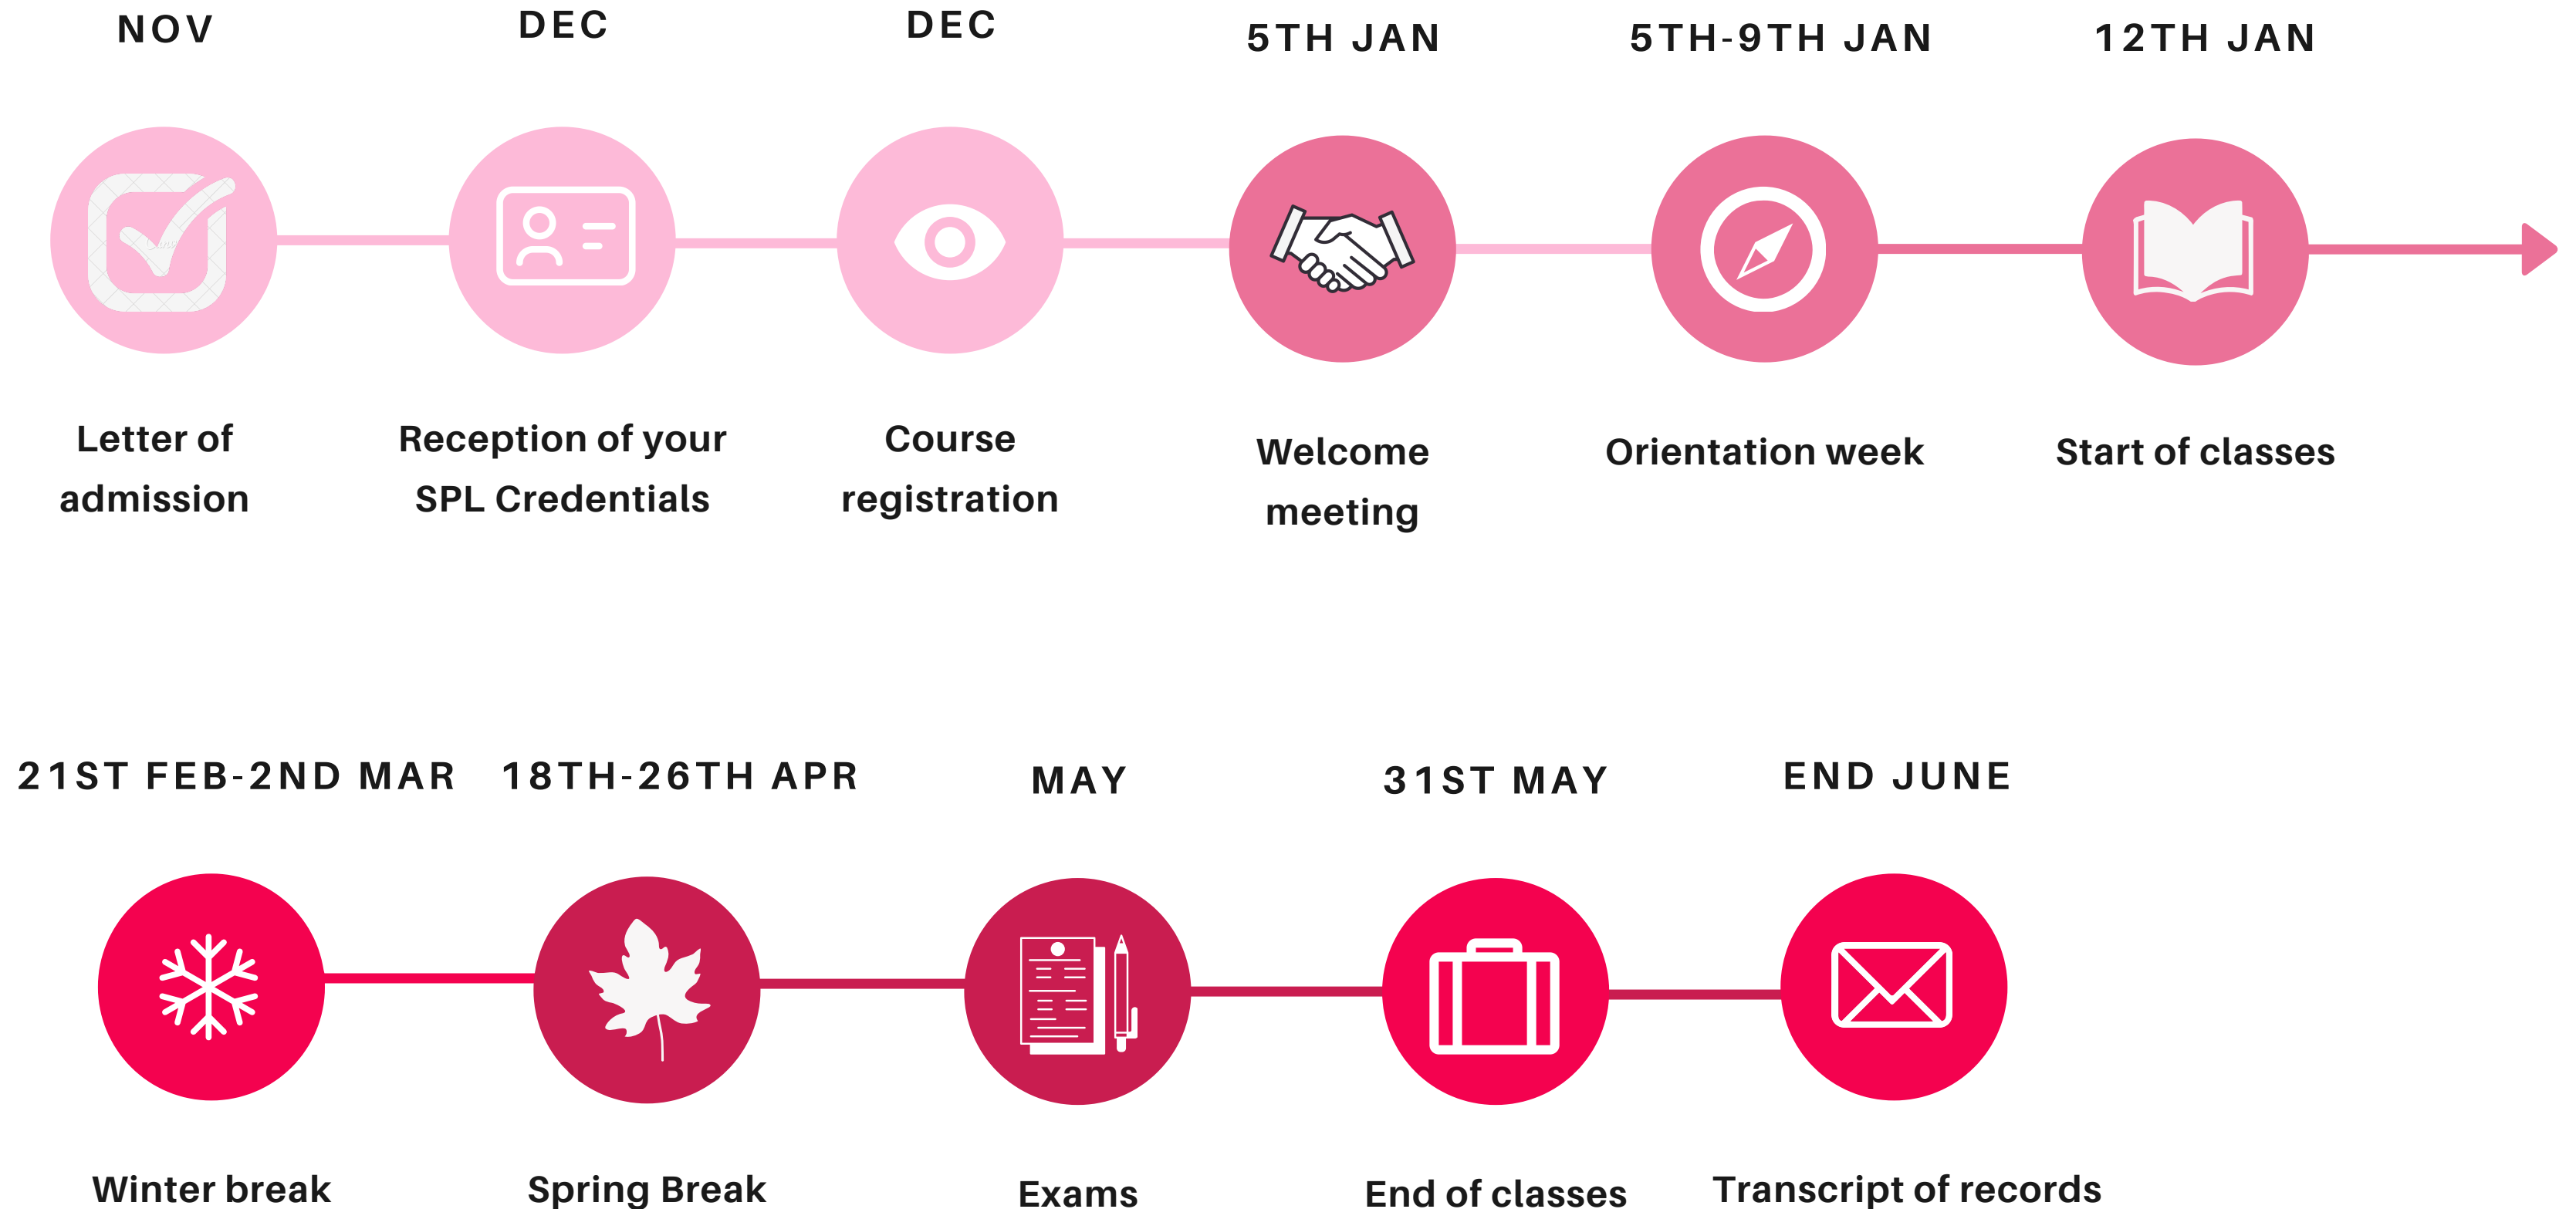 NOV
DEC
DEC
5TH JAN
5TH-9TH JAN
12TH JAN
Letter of
admission
Reception of your
SPL Credentials
Course
registration
Welcome
meeting
Orientation week
Start of classes
21ST FEB-2ND MAR
18TH-26TH APR
MAY
31ST MAY
END JUNE
Winter break
Spring Break
Exams
End of classes
Transcript of records